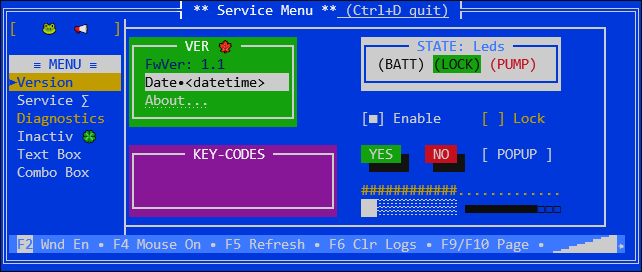 ** Service Menu ** (Ctrl+D quit)
[ 🐸 📢 ]
≡ MENU ≡
►Version
Service ∑
Diagnostics
Inactiv 🍀
Text Box
Combo Box
VER 🌺
FwVer: 1.1
Date•<datetime>
About...
KEY-CODES
STATE: Leds
(BATT) (LOCK) (PUMP)
[■] Enable [ ] Lock
YES NO [ POPUP ]
############.............
F2 Wnd En • F4 Mouse On • F5 Refresh • F6 Clr Logs • F9/F10 Page •